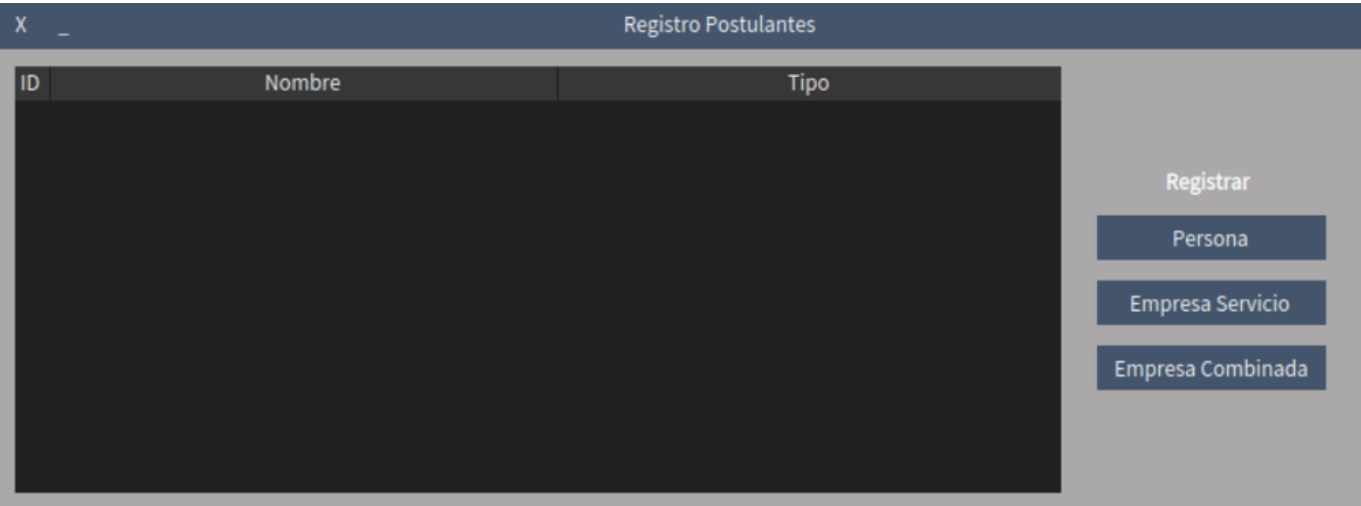 X _ Registro Postulantes
ID Nombre Tipo
Registrar
Persona
Empresa Servicio
Empresa Combinada